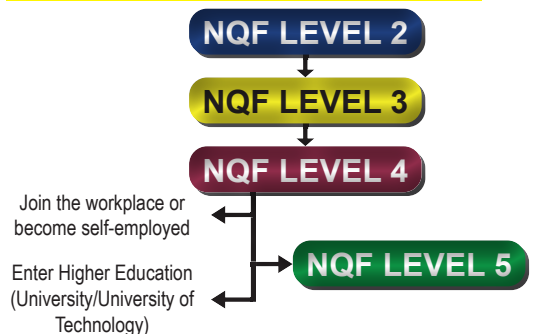 NQF LEVEL 2
NQF LEVEL 3
NQF LEVEL 4
Join the workplace or
become self-employed
NQF LEVEL 5
Enter Higher Education
(University/University of
Technology)